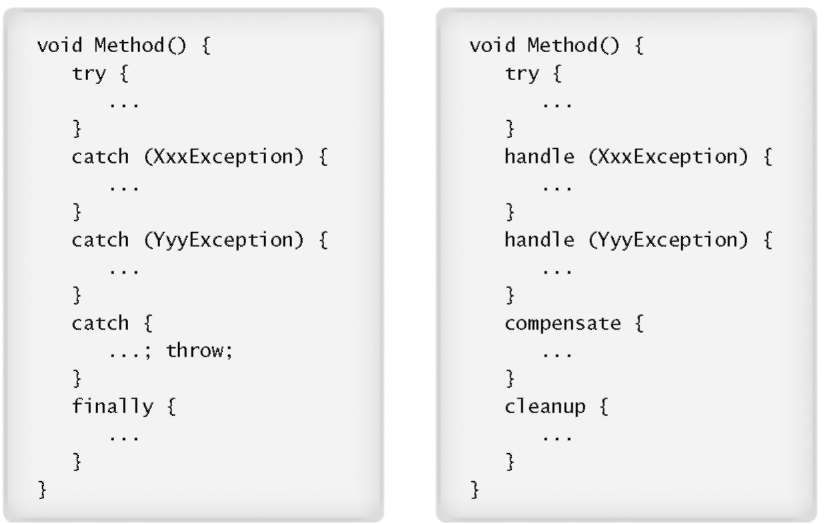 void Method() {
try {
...
}
catch (XxxException) {
...
}
catch (YyyException) {
...
}
catch {
...; throw;
}
finally {
...
}
}
void Method() {
try {
...
}
handle (XxxException) {
...
}
handle (YyyException) {
...
}
compensate {
...
}
cleanup {
...
}
}